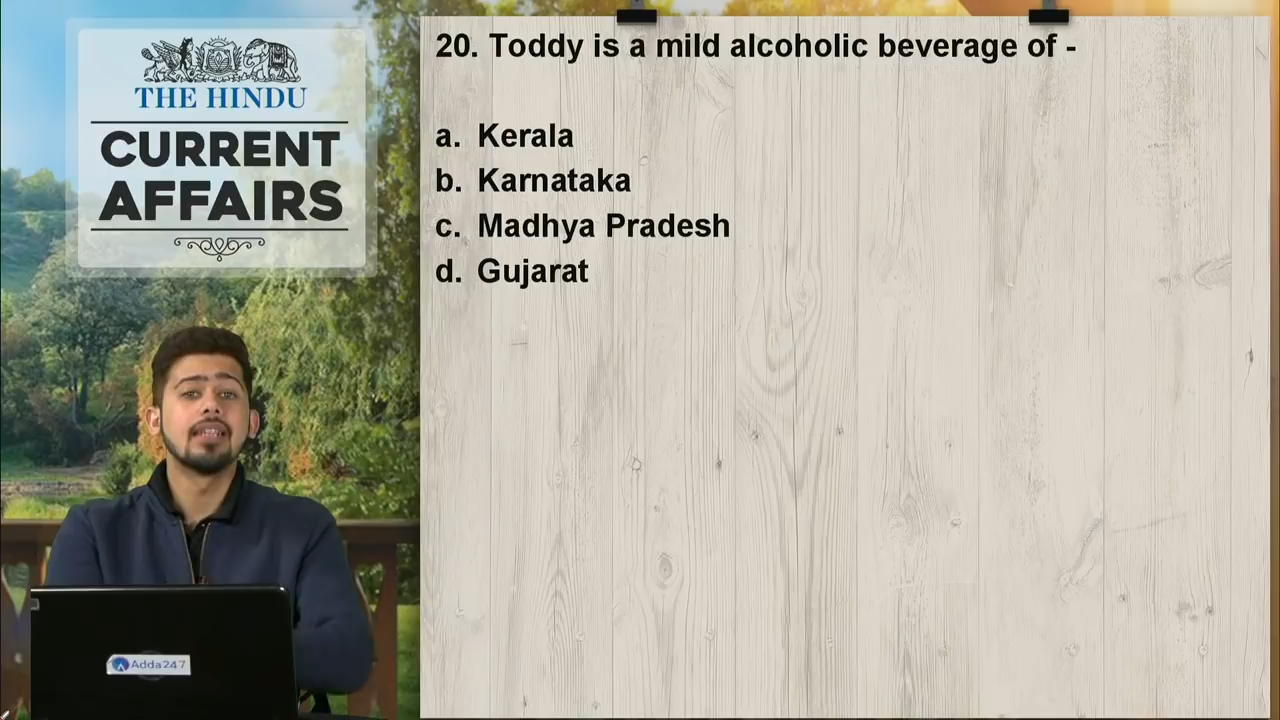 THE HINDU
CURRENT
AFFAIRS
20. Toddy is a mild alcoholic beverage of -
a. Kerala
b. Karnataka
c. Madhya Pradesh
d. Gujarat
Adda247